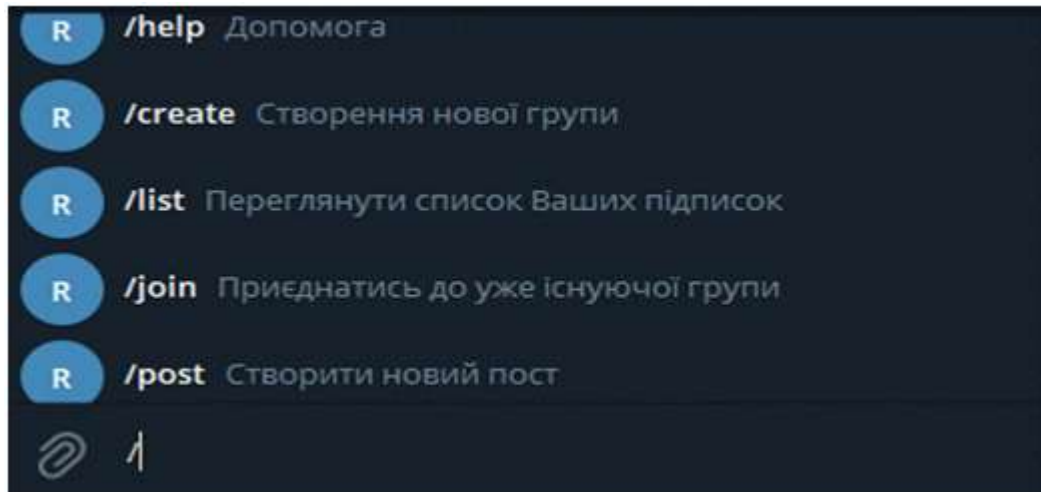 R /help Допомога
R /create Створення нової групи
R /list Переглянути список Ваших підписок
R /join Приєднатись до уже існуючої групи
R /post Створити новий пост
/